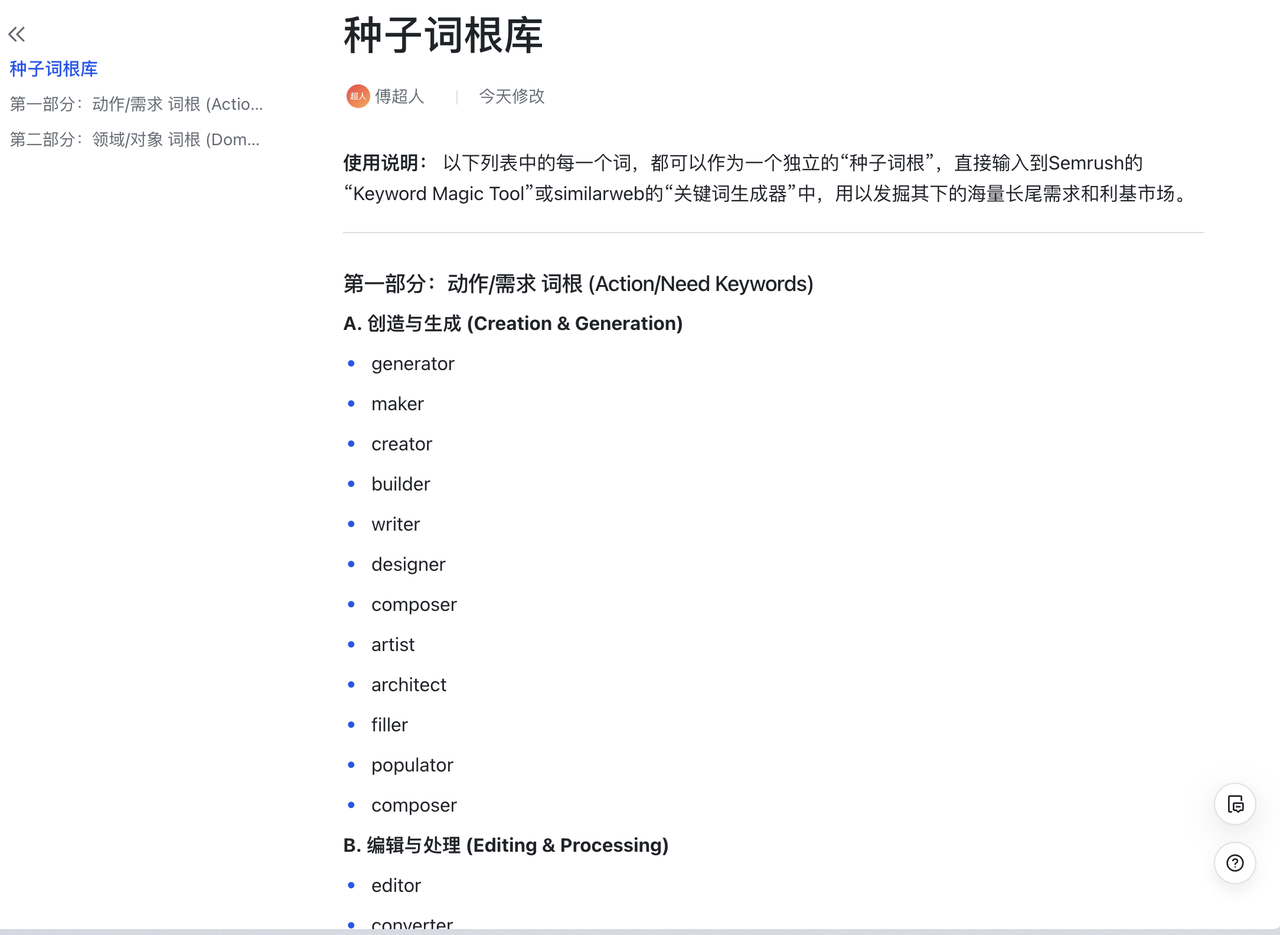 种子词根库
第一部分：动作/需求 词根 (Actio...
第二部分：领域/对象 词根 (Dom...
种子词根库
超人
傅超人
今天修改
使用说明： 以下列表中的每一个词，都可以作为一个独立的“种子词根”，直接输入到Semrush的
“Keyword Magic Tool”或similarweb的“关键词生成器”中，用以发掘其下的海量长尾需求和利基市场。
第一部分：动作/需求 词根 (Action/Need Keywords)
A. 创造与生成 (Creation & Generation)
generator
maker
creator
builder
writer
designer
composer
artist
architect
filler
populator
composer
B. 编辑与处理 (Editing & Processing)
editor
converter